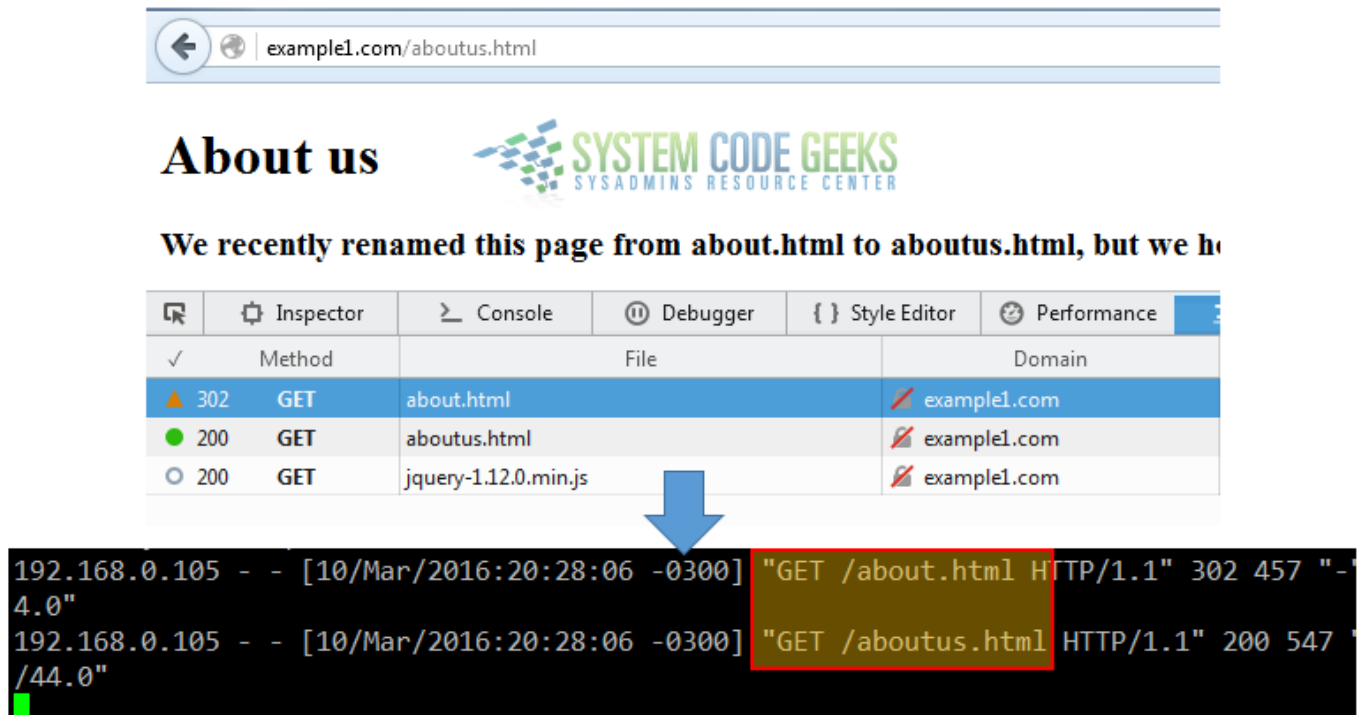 example1.com/aboutus.html
About us
SYSTEM CODE GEEKS
SYSADMINS RESOURCE CENTER
We recently renamed this page from about.html to aboutus.html, but we
Inspector Console Debugger { } Style Editor Performance
✓ Method File Domain
302 GET about.html example1.com
200 GET aboutus.html example1.com
200 GET jquery-1.12.0.min.js example1.com
192.168.0.105 - - [10/Mar/2016:20:28:06 -0300] "GET /about.html HTTP/1.1" 302 457 "-"
4.0"
192.168.0.105 - - [10/Mar/2016:20:28:06 -0300] "GET /aboutus.html HTTP/1.1" 200 547 "
/44.0"